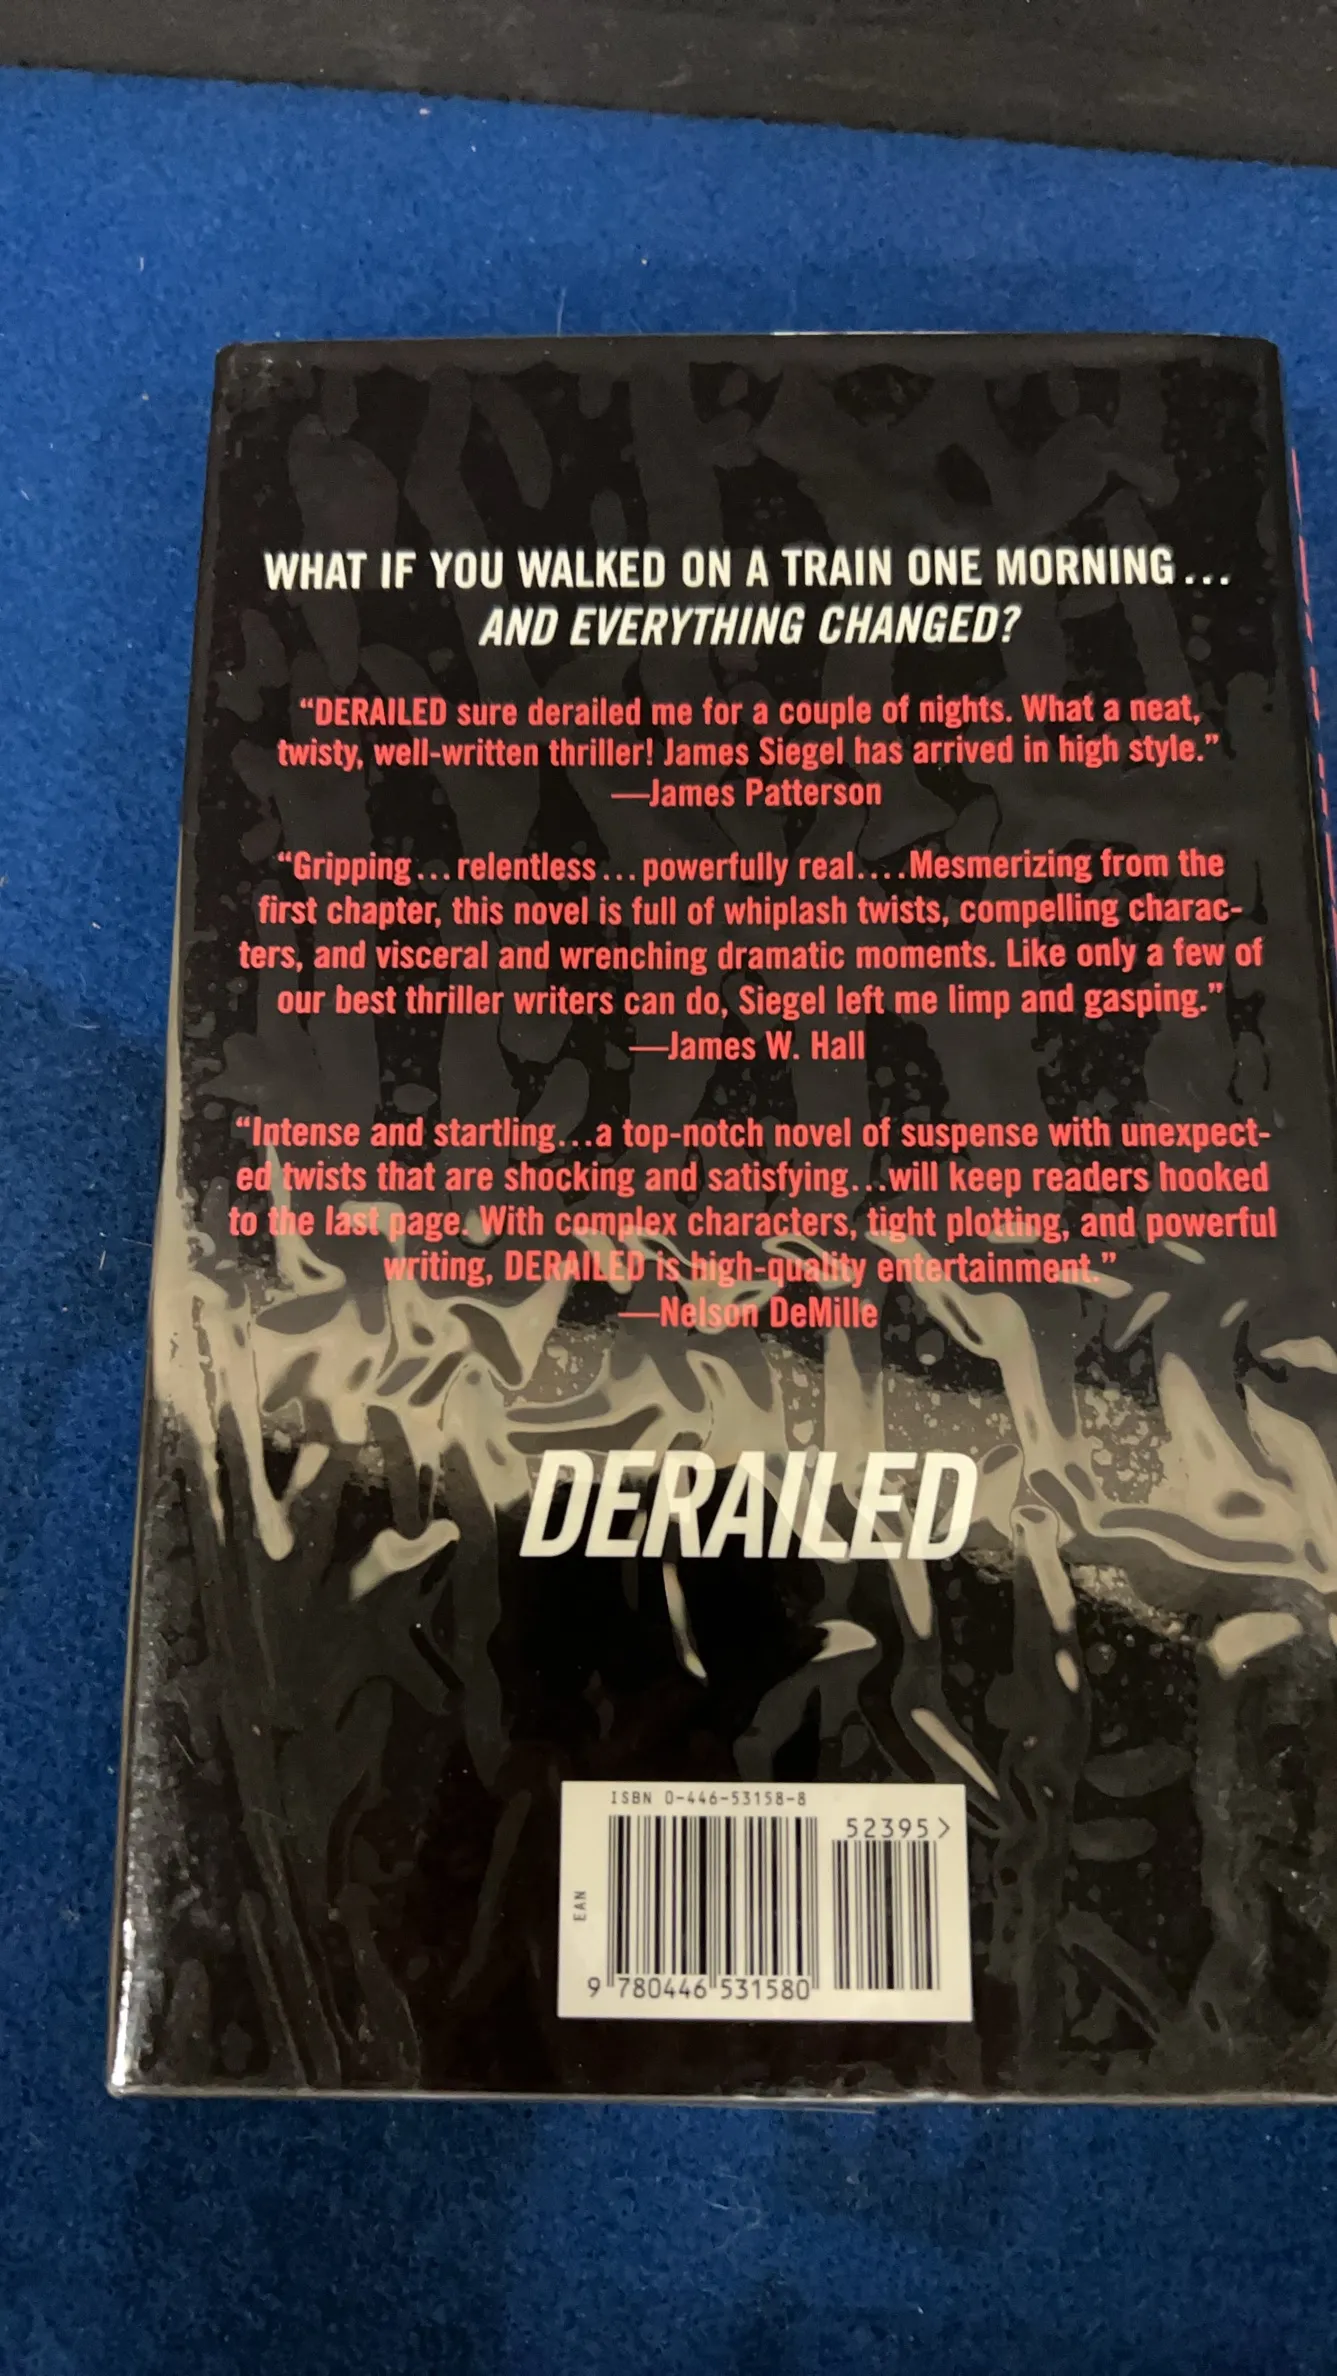 WHAT IF YOU WALKED ON A TRAIN ONE MORNING...
AND EVERYTHING CHANGED?
“DERAILED sure derailed me for a couple of nights. What a neat,
twisty, well-written thriller! James Siegel has arrived in high style.”
—James Patterson
“Gripping...relentless...powerfully real....Mesmerizing from the
first chapter, this novel is full of whiplash twists, compelling charac-
ters, and visceral and wrenching dramatic moments. Like only a few of
our best thriller writers can do, Siegel left me limp and gasping.”
—James W. Hall
“Intense and startling...a top-notch novel of suspense with unexpect-
ed twists that are shocking and satisfying...will keep readers hooked
to the last page. With complex characters, tight plotting, and powerful
writing, DERAILED is high-quality entertainment.”
—Nelson DeMille
DERAILED
ISBN 0-446-53158-8
52395>
EAN
9 780446 531580